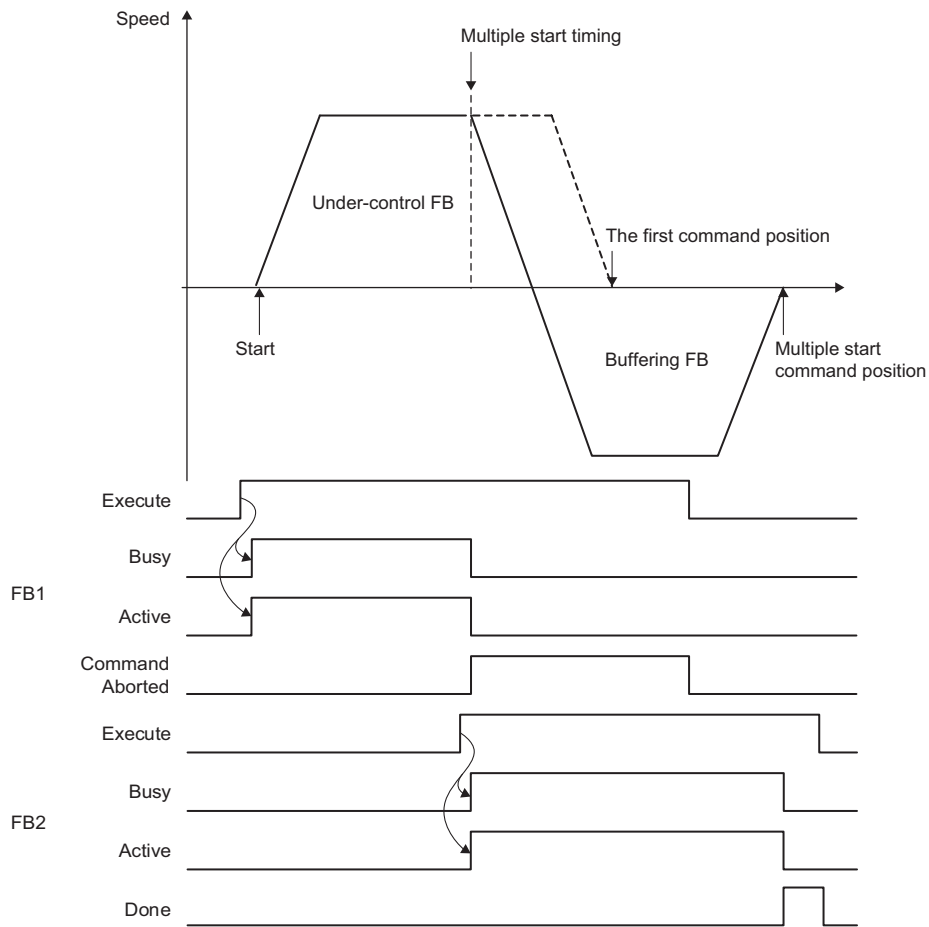 Speed
Multiple start timing
Under-control FB
The first command position
Start
Buffering FB
Multiple start
command position
Execute
Busy
FB1
Active
Command
Aborted
Execute
Busy
FB2
Active
Done